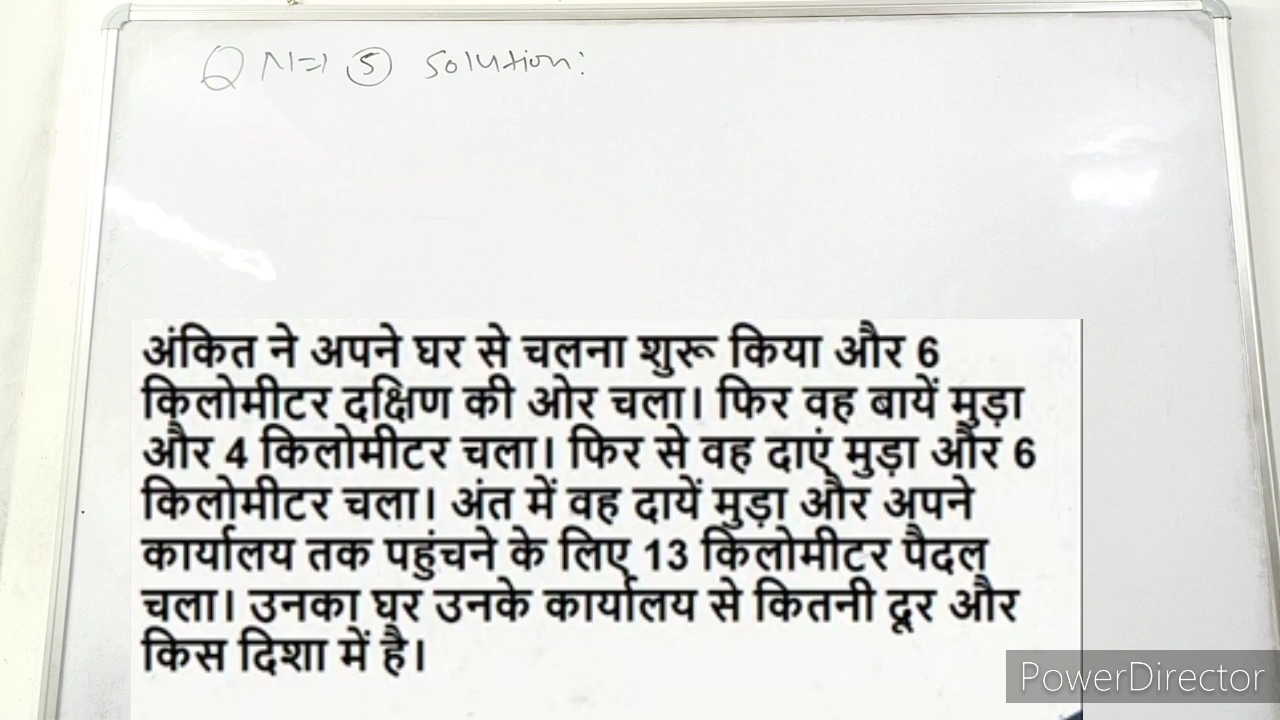 Q N=1 5 Solution:
अंकित ने अपने घर से चलना शुरू किया और 6
किलोमीटर दक्षिण की ओर चला। फिर वह बायें मुड़ा
और 4 किलोमीटर चला। फिर से वह दाएं मुड़ा और 6
किलोमीटर चला। अंत में वह दायें मुड़ा और अपने
कार्यालय तक पहुंचने के लिए 13 किलोमीटर पैदल
चला। उनका घर उनके कार्यालय से कितनी दूर और
किस दिशा में है।
PowerDirector